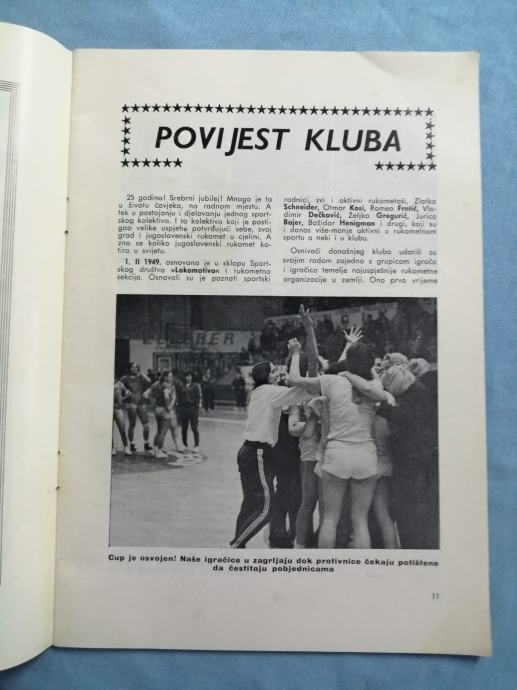 POVIJEST KLUBA
25 godina! Srebrni jubilej! Mnogo je to
u životu čovjeka, na radnom mjestu. A
tek u postojanju i djelovanju jednog sport-
skog kolektiva. I to kolektiva koji je posti-
gao velike uspjehe potvrđujući sebe, svoj
grad i jugoslavenski rukomet u cjelini. A
zna se koliko jugoslavenski rukomet ko-
tira u svijetu.
1. II 1949. osnovana je u sklopu Sport-
skog društva »Lokomotiva« i rukometna
sekcija. Osnovali su je poznati sportski
radnici, svi i aktivni rukometaši, Zlatko
Schneider, Otmar Kosi, Romeo Frntić, Vla-
dimir Dečković, Željko Gregurić, Jurica
Bajer, Božidar Henigman i drugi, koji su
i danas više-manje aktivni u rukometnom
sportu a neki i u klubu.
Osnivači današnjeg kluba udarili su
svojim radom zajedno s grupicom igrača
i igračica temelje najuspješnije rukometne
organizacije u zemlji. Ono prvo vrijeme
Cup je osvojen! Naše igračice u zagrljaju dok protivnice čekaju potištene
da čestitaju pobjednicama
11